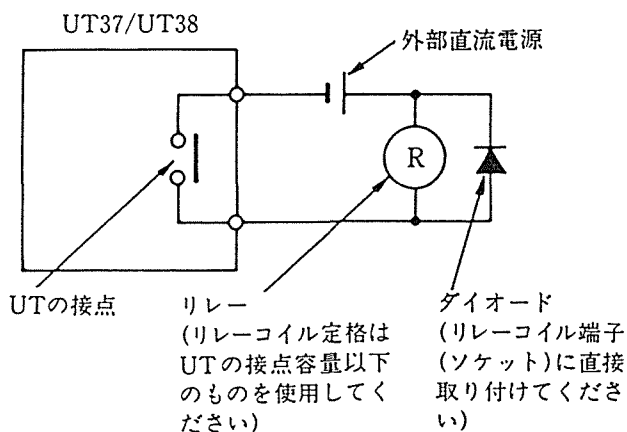 UT37/UT38
外部直流電源
R
UTの接点
リレー
(リレーコイル定格は
UTの接点容量以下
のものを使用してく
ださい)
ダイオード
(リレーコイル端子
(ソケット)に直接
取り付けてくださ
い)